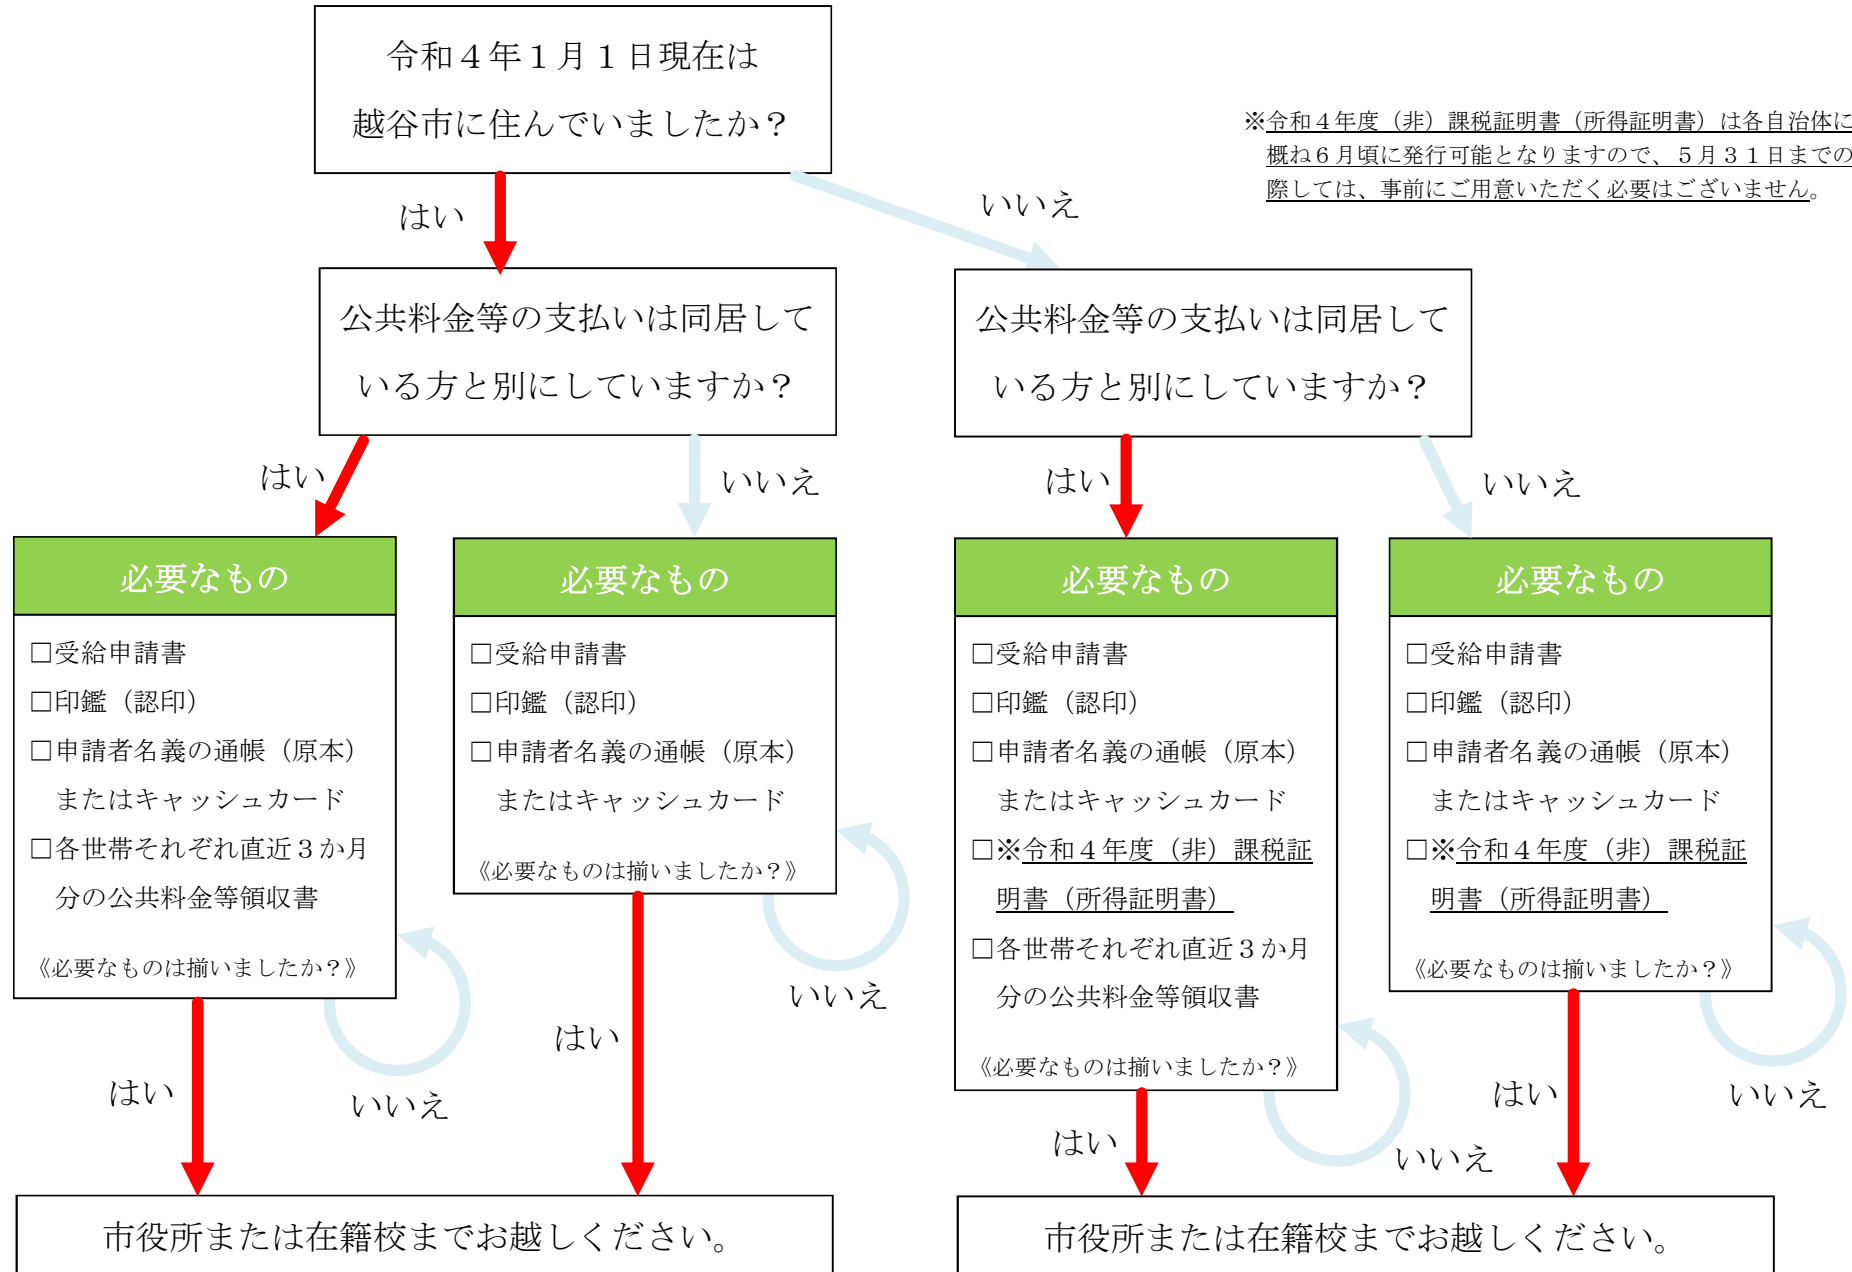 令和４年１月１日現在は
越谷市に住んでいましたか？
※令和４年度（非）課税証明書（所得証明書）は各自治体に
概ね６月頃に発行可能となりますので、５月３１日までの
際しては、事前にご用意いただく必要はございません。
はい
いいえ
公共料金等の支払いは同居して
いる方と別にしていますか？
公共料金等の支払いは同居して
いる方と別にしていますか？
はい
いいえ
はい
いいえ
必要なもの
□受給申請書
□印鑑（認印）
□申請者名義の通帳（原本）
またはキャッシュカード
□各世帯それぞれ直近３か月
分の公共料金等領収書
《必要なものは揃いましたか？》
はい
いいえ
必要なもの
□受給申請書
□印鑑（認印）
□申請者名義の通帳（原本）
またはキャッシュカード
《必要なものは揃いましたか？》
はい
いいえ
必要なもの
□受給申請書
□印鑑（認印）
□申請者名義の通帳（原本）
またはキャッシュカード
□※令和４年度（非）課税証
明書（所得証明書）
□各世帯それぞれ直近３か月
分の公共料金等領収書
《必要なものは揃いましたか？》
はい
いいえ
必要なもの
□受給申請書
□印鑑（認印）
□申請者名義の通帳（原本）
またはキャッシュカード
□※令和４年度（非）課税証
明書（所得証明書）
《必要なものは揃いましたか？》
はい
いいえ
市役所または在籍校までお越しください。
市役所または在籍校までお越しください。